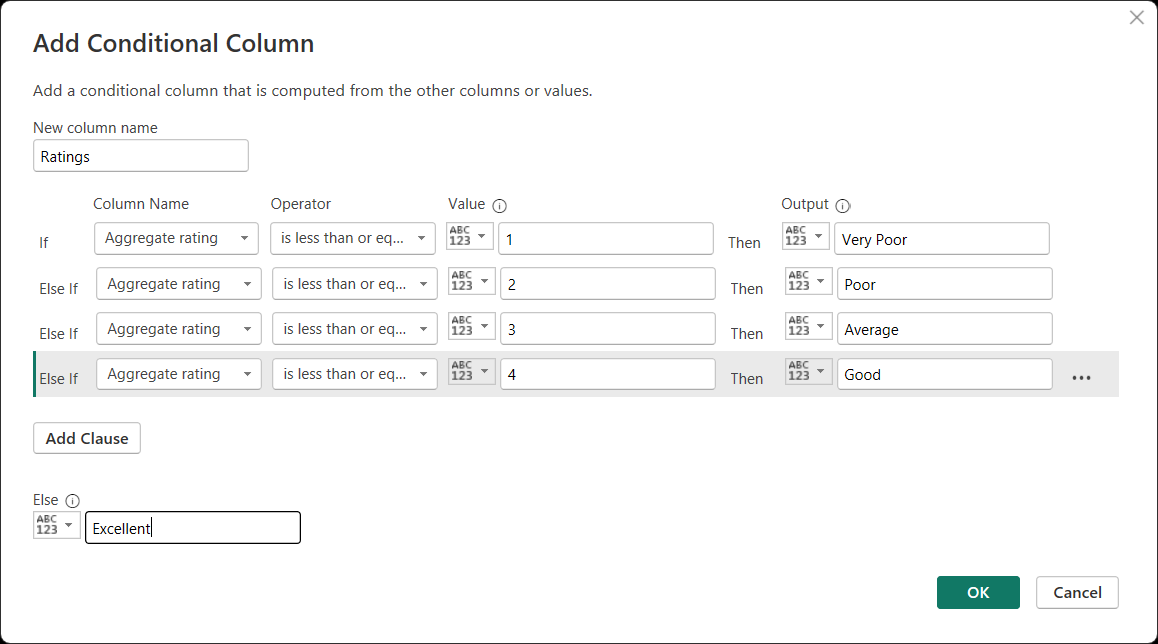 Add Conditional Column
Add a conditional column that is computed from the other columns or values.
New column name
Ratings
Column Name Operator Value Output
If Aggregate rating is less than or eq... ABC 123 1 Then ABC 123 Very Poor
Else If Aggregate rating is less than or eq... ABC 123 2 Then ABC 123 Poor
Else If Aggregate rating is less than or eq... ABC 123 3 Then ABC 123 Average
Else If Aggregate rating is less than or eq... ABC 123 4 Then ABC 123 Good ...
Add Clause
Else
ABC 123 Excellent
OK Cancel